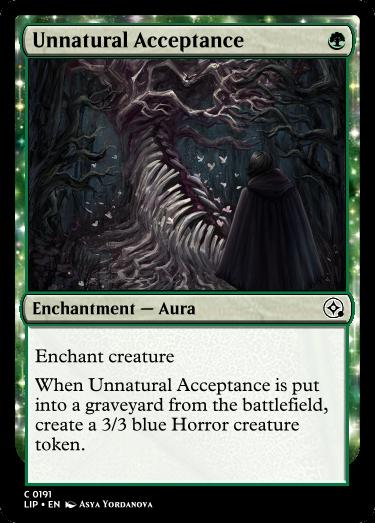 Unnatural Acceptance
Enchantment — Aura
Enchant creature
When Unnatural Acceptance is put
into a graveyard from the battlefield,
create a 3/3 blue Horror creature
token.
C 0191
LIP • EN Asya Yordanova